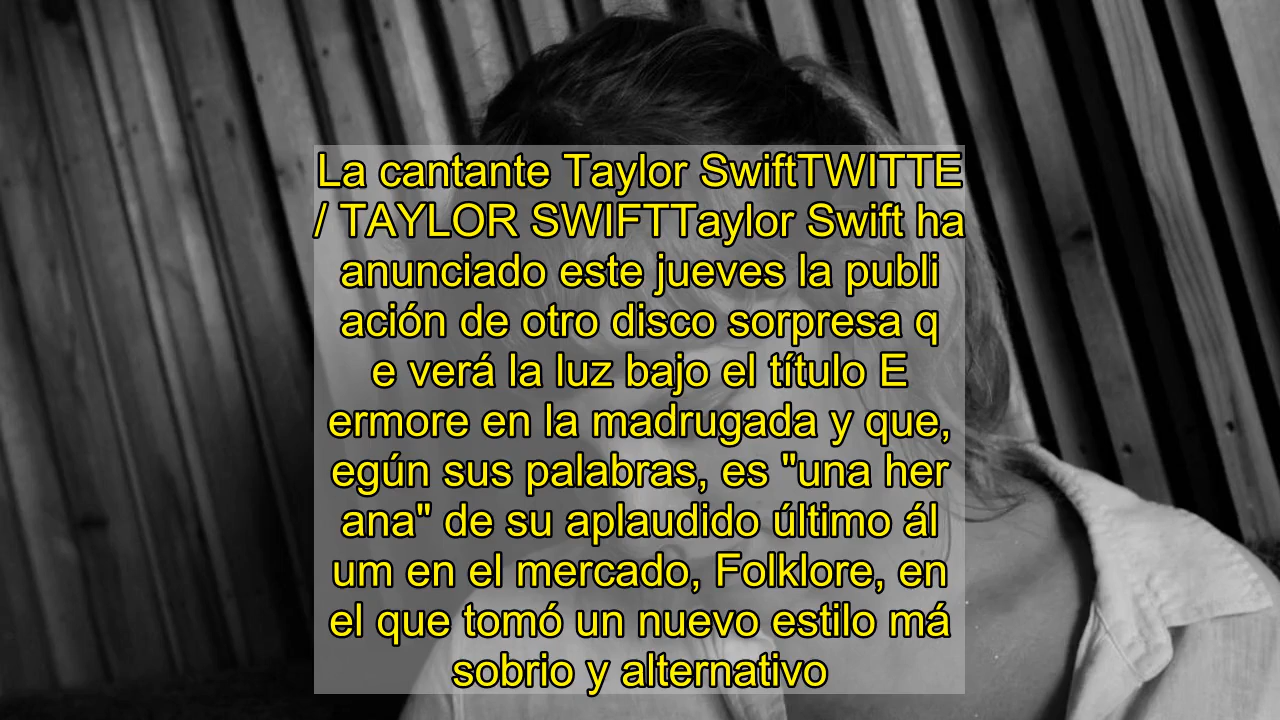 La cantante Taylor SwiftTWITTE
/ TAYLOR SWIFTTaylor Swift ha
anunciado este jueves la publi
ación de otro disco sorpresa q
e verá la luz bajo el título E
ermore en la madrugada y que,
egún sus palabras, es "una her
ana" de su aplaudido último ál
um en el mercado, Folklore, en
el que tomó un nuevo estilo má
sobrio y alternativo